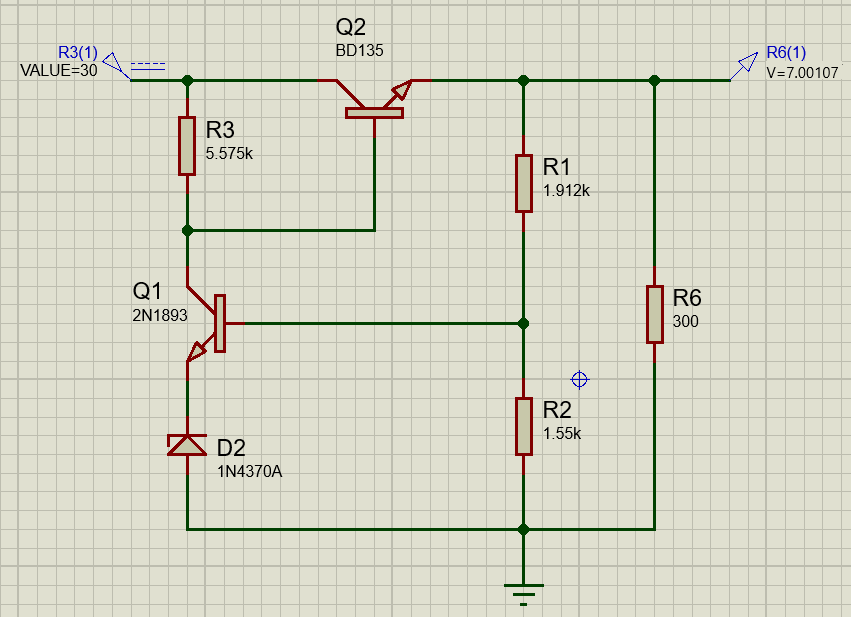 Q2
BD135
R3(1)
VALUE=30
R6(1)
V=7.00107
R3
5.575k
R1
1.912k
Q1
2N1893
R6
300
R2
1.55k
D2
1N4370A